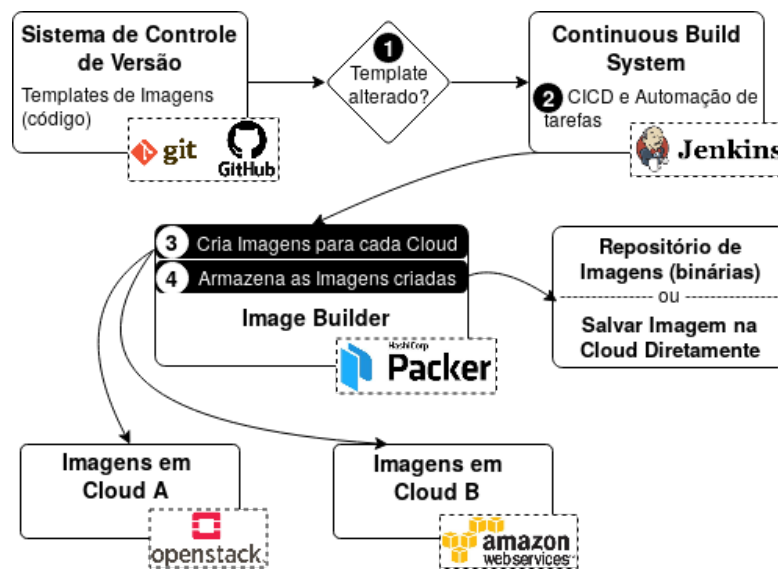 Sistema de Controle
de Versão
Templates de Imagens
(código)
git
GitHub
1
Template
alterado?
Continuous Build
System
2 CICD e Automação de
tarefas
Jenkins
3 Cria Imagens para cada Cloud
4 Armazena as Imagens criadas
Image Builder
HashiCorp
Packer
Repositório de
Imagens (binárias)
ou
Salvar Imagem na
Cloud Diretamente
Imagens em
Cloud A
openstack
Imagens em
Cloud B
amazon
webservices